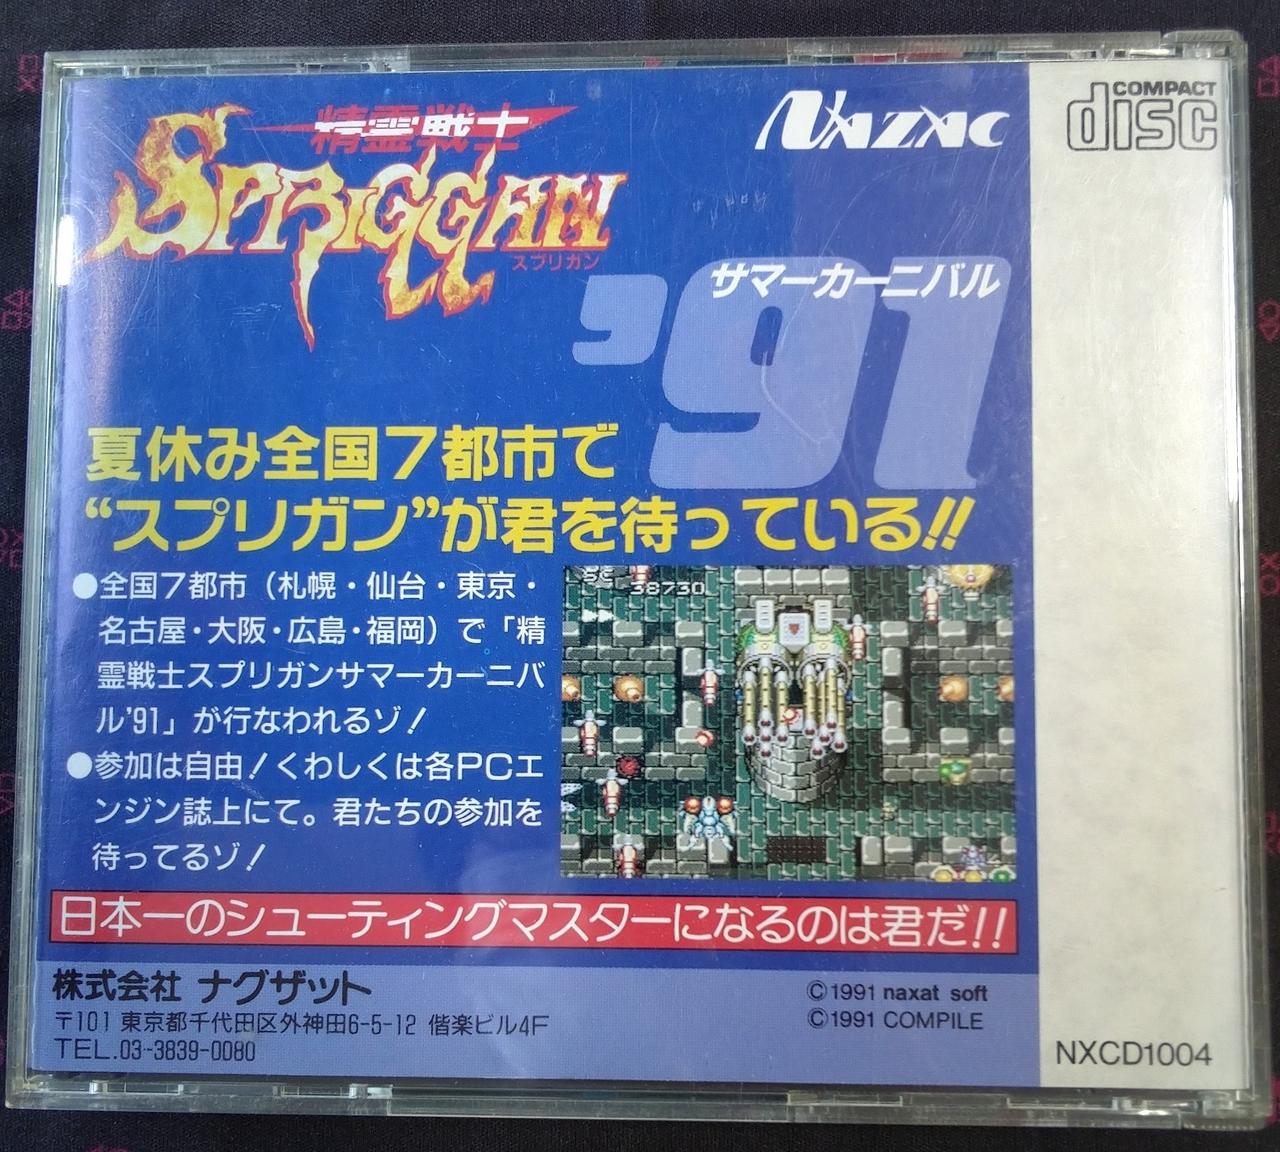 精霊戦士
SPRIGGAN
スプリガン
NAZAC
COMPACT
disc
サマーカーニバル
'91
夏休み全国7都市で
“スプリガン”が君を待っている!!
●全国7都市（札幌・仙台・東京・
名古屋・大阪・広島・福岡）で「精
霊戦士スプリガンサマーカーニバ
ル'91」が行なわれるゾ！
●参加は自由！くわしくは各PCエ
ンジン誌上にて。君たちの参加を
待ってるゾ！
SC 38730
日本一のシューティングマスターになるのは君だ!!
株式会社 ナグザット
〒101 東京都千代田区外神田6-5-12 偕楽ビル4F
TEL.03-3839-0080
©1991 naxat soft
©1991 COMPILE
NXCD1004